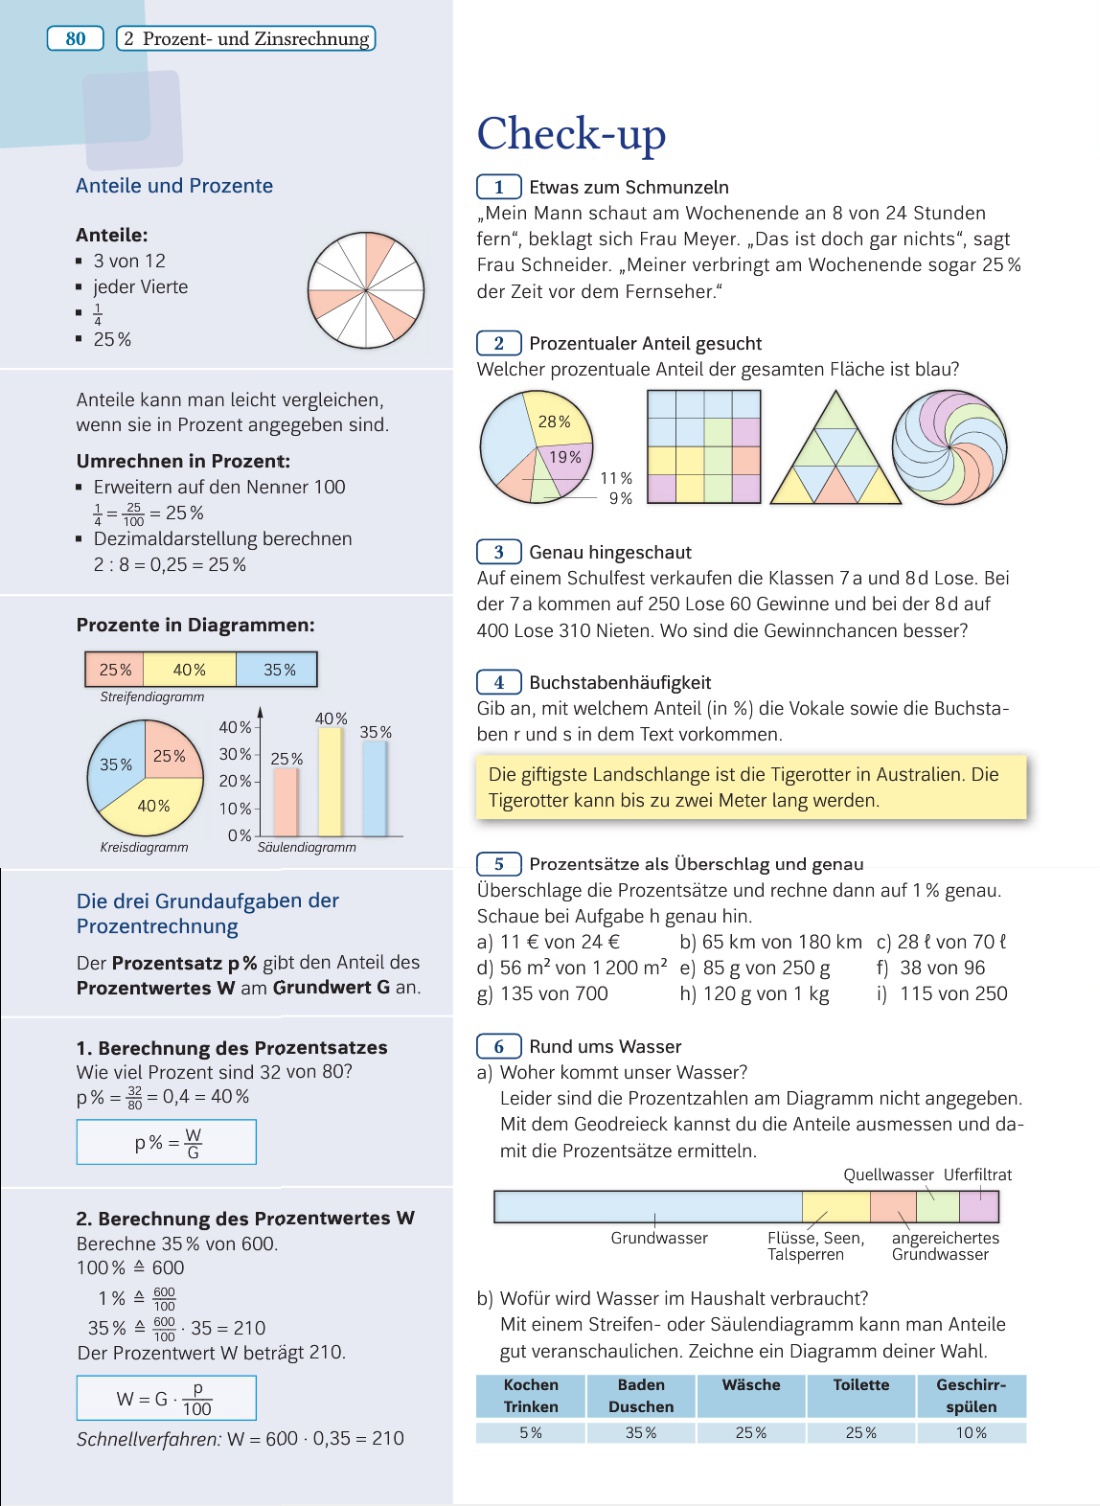 80
2 Prozent- und Zinsrechnung
Anteile und Prozente
Anteile:
▪ 3 von 12
▪ jeder Vierte
▪ 1/4
▪ 25 %
Anteile kann man leicht vergleichen,
wenn sie in Prozent angegeben sind.
Umrechnen in Prozent:
▪ Erweitern auf den Nenner 100
1/4 = 25/100 = 25 %
▪ Dezimaldarstellung berechnen
2 : 8 = 0,25 = 25 %
Prozente in Diagrammen:
25 % 40 % 35 %
Streifendiagramm
35 % 25 % 40 %
Kreisdiagramm
40 %
30 %
20 %
10 %
0 %
25 % 40 % 35 %
Säulendiagramm
Die drei Grundaufgaben der
Prozentrechnung
Der Prozentsatz p % gibt den Anteil des
Prozentwertes W am Grundwert G an.
1. Berechnung des Prozentsatzes
Wie viel Prozent sind 32 von 80?
p % = 32/80 = 0,4 = 40 %
p % = W/G
2. Berechnung des Prozentwertes W
Berechne 35 % von 600.
100 % ≙ 600
1 % ≙ 600/100
35 % ≙ 600/100 · 35 = 210
Der Prozentwert W beträgt 210.
W = G · p/100
Schnellverfahren: W = 600 · 0,35 = 210
Check-up
1 Etwas zum Schmunzeln
„Mein Mann schaut am Wochenende an 8 von 24 Stunden
fern“, beklagt sich Frau Meyer. „Das ist doch gar nichts“, sagt
Frau Schneider. „Meiner verbringt am Wochenende sogar 25 %
der Zeit vor dem Fernseher.“
2 Prozentualer Anteil gesucht
Welcher prozentuale Anteil der gesamten Fläche ist blau?
28 %
19 %
11 %
9 %
3 Genau hingeschaut
Auf einem Schulfest verkaufen die Klassen 7 a und 8 d Lose. Bei
der 7 a kommen auf 250 Lose 60 Gewinne und bei der 8 d auf
400 Lose 310 Nieten. Wo sind die Gewinnchancen besser?
4 Buchstabenhäufigkeit
Gib an, mit welchem Anteil (in %) die Vokale sowie die Buchsta-
ben r und s in dem Text vorkommen.
Die giftigste Landschlange ist die Tigerotter in Australien. Die
Tigerotter kann bis zu zwei Meter lang werden.
5 Prozentsätze als Überschlag und genau
Überschlage die Prozentsätze und rechne dann auf 1 % genau.
Schaue bei Aufgabe h genau hin.
a) 11 € von 24 € b) 65 km von 180 km c) 28 ℓ von 70 ℓ
d) 56 m² von 1 200 m² e) 85 g von 250 g f) 38 von 96
g) 135 von 700 h) 120 g von 1 kg i) 115 von 250
6 Rund ums Wasser
a) Woher kommt unser Wasser?
Leider sind die Prozentzahlen am Diagramm nicht angegeben.
Mit dem Geodreieck kannst du die Anteile ausmessen und da-
mit die Prozentsätze ermitteln.
Quellwasser Uferfiltrat
Grundwasser Flüsse, Seen, angereichertes
Talsperren Grundwasser
b) Wofür wird Wasser im Haushalt verbraucht?
Mit einem Streifen- oder Säulendiagramm kann man Anteile
gut veranschaulichen. Zeichne ein Diagramm deiner Wahl.
Kochen Baden Wäsche Toilette Geschirr-
Trinken Duschen spülen
5 % 35 % 25 % 25 % 10 %